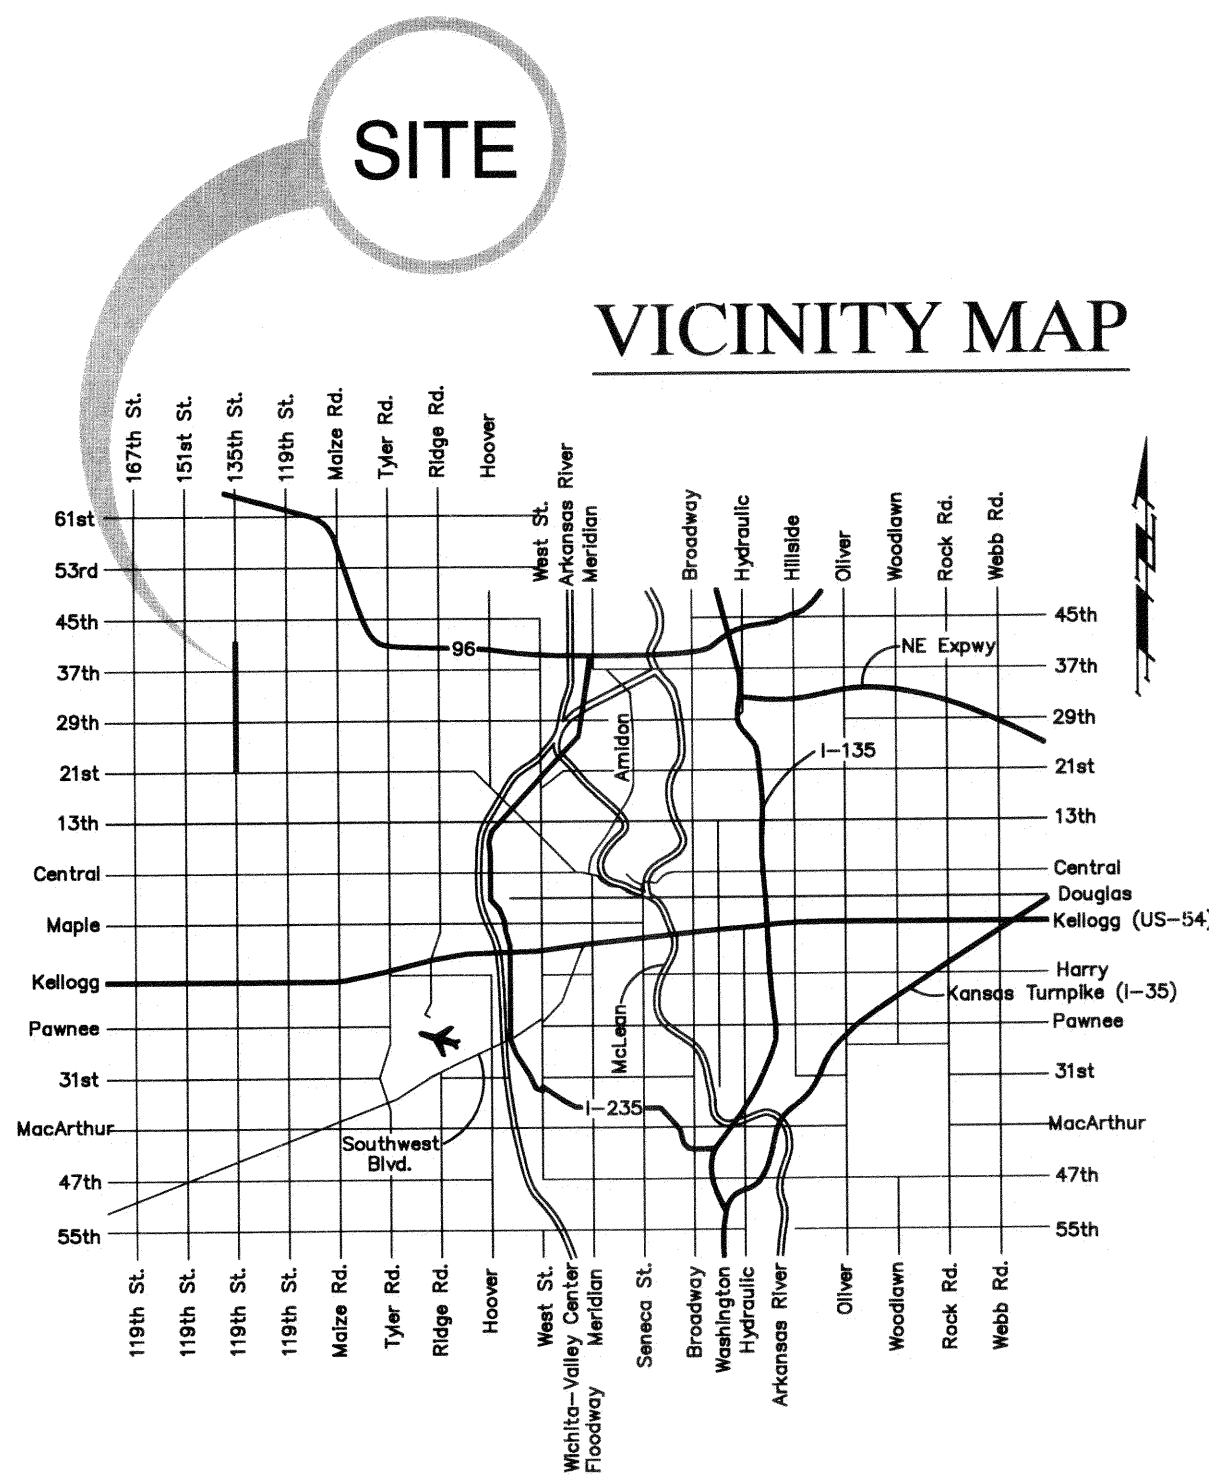 SITE
VICINITY MAP
167th St.
151st St.
135th St.
119th St.
Maize Rd.
Tyler Rd.
Ridge Rd.
Hoover
West St.
Arkansas River
Meridian
Broadway
Hydraulic
Hillside
Oliver
Woodlawn
Rock Rd.
Webb Rd.
61st
53rd
45th
37th
29th
21st
13th
Central
Maple
Kellogg
Pawnee
31st
MacArthur
47th
55th
96
NE Expwy
Amidon
I-135
McLean
I-235
Southwest
Blvd.
45th
37th
29th
21st
13th
Central
Douglas
Kellogg (US-54)
Harry
Kansas Turnpike (I-35)
Pawnee
31st
MacArthur
47th
55th
119th St.
119th St.
119th St.
119th St.
Maize Rd.
Tyler Rd.
Ridge Rd.
Hoover
West St.
Wichita-Valley Center
Floodway
Meridian
Seneca St.
Broadway
Washington
Hydraulic
Arkansas River
Oliver
Woodlawn
Rock Rd.
Webb Rd.